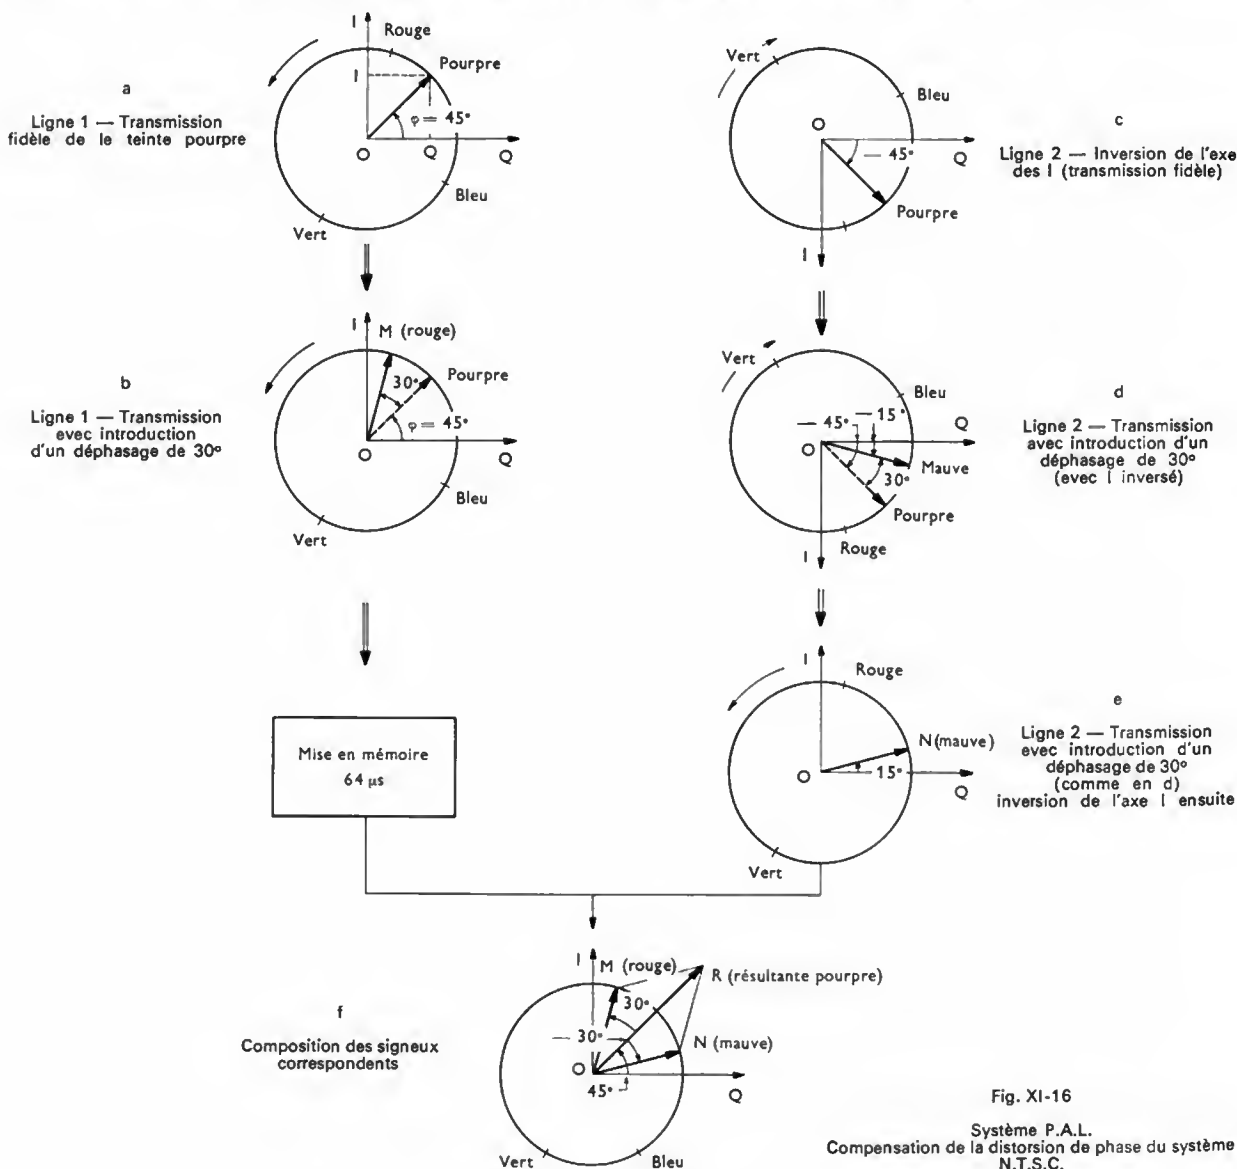 I
Rouge
I
Pourpre
φ = 45°
O
Q
Q
Bleu
Vert
a
Ligne 1 — Transmission
fidèle de le teinte pourpre
Vert
Bleu
O
— 45°
Q
Pourpre
I
c
Ligne 2 — Inversion de l'exe
des I (transmission fidèle)
I
M (rouge)
30°
Pourpre
φ = 45°
O
Q
Bleu
Vert
b
Ligne 1 — Transmission
evec introduction
d'un déphasage de 30°
Vert
Bleu
— 15°
— 45°
Q
O
Mauve
30°
Pourpre
Rouge
I
d
Ligne 2 — Transmission
avec introduction d'un
déphasage de 30°
(evec I inversé)
Mise en mémoire
64 µs
I
Rouge
N (mauve)
O
15°
Q
Vert
e
Ligne 2 — Transmission
evec introduction d'un
déphasage de 30°
(comme en d)
inversion de l'axe I ensuite
I
M (rouge)
R (résultante pourpre)
30°
— 30°
N (mauve)
O
45°
Q
Vert
Bleu
f
Composition des signeux
correspondents
Fig. XI-16
Système P.A.L.
Compensation de la distorsion de phase du système
N.T.S.C.